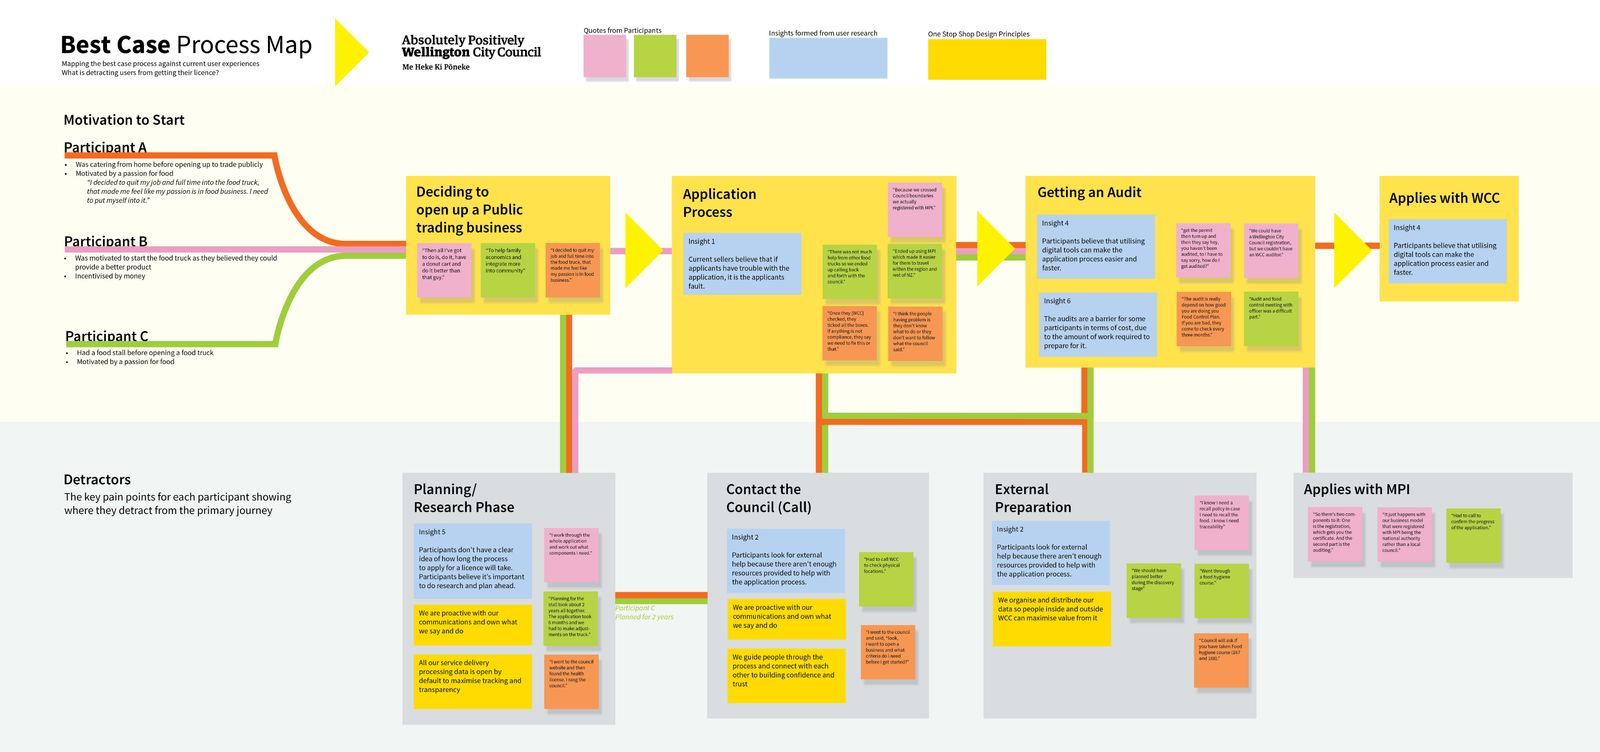 Best Case Process Map
Mapping the best case process against current user experiences
What is detracting users from getting their licence?
Absolutely Positively
Wellington City Council
Me Heke Ki Pōneke
Quotes from Participants
Insights formed from user research
One Stop Shop Design Principles
Motivation to Start
Participant A
• Was catering from home before opening up to trade publicly
• Motivated by a passion for food
"I decided to quit my job and full time into the food truck,
that made me feel like my passion is in food business. I need
to put myself into it."
Participant B
• Was motivated to start the food truck as they believed they could
provide a better product
• Incentivised by money
Participant C
• Had a food stall before opening a food truck
• Motivated by a passion for food
Deciding to
open up a Public
trading business
"Then all I've got
to do is, do it, have
a donut cart and
do it better than
that guy."
"To help family
economics and
integrate more
into community"
"I decided to quit my
job and full time into
the food truck, that
made me feel like
my passion is in food
business."
Application
Process
Insight 1
Current sellers believe that if
applicants have trouble with the
application, it is the applicants
fault.
"Because we crossed
Council boundaries
we actually
registered with MPI."
"There was not much
help from other food
trucks so we ended
up calling back
and forth with the
council."
"I ended up using MPI
which made it easier
for them to travel
within the region and
rest of NZ."
"Once they [WCC]
checked, they
ticked all the boxes.
If anything is not
compliance, they say
we need to fix this or
that."
"I think the people
having problem is
they don't know
what to do or they
don't want to follow
what the council
said."
Getting an Audit
Insight 4
Participants believe that utilising
digital tools can make the
application process easier and
faster.
Insight 6
The audits are a barrier for some
participants in terms of cost, due
to the amount of work required to
prepare for it.
"get the permit
then turn up and
then they say hey,
you haven't been
audited, to I have to
say sorry, how do I
get audited?"
"We could have
a Wellington City
Council registration,
but we couldn't have
an WCC auditor."
"The audit is really
depend on how good
you are doing you
Food Control Plan.
If you are bad, they
come to check every
three months."
"Audit and food
control meeting with
officer was a difficult
part."
Applies with WCC
Insight 4
Participants believe that utilising
digital tools can make the
application process easier and
faster.
Detractors
The key pain points for each participant showing
where they detract from the primary journey
Planning/
Research Phase
Insight 5
Participants don't have a clear
idea of how long the process
to apply for a licence will take.
Participants believe it's important
to do research and plan ahead.
We are proactive with our
communications and own what
we say and do
All our service delivery
processing data is open by
default to maximise tracking and
transparency
"I work through the
whole application
and work out what
components I need."
"Planning for the
stall took about 2
years all together.
The application took
6 months and we
had to make adjust-
ments on the truck."
"I went to the council
website and then
found the health
license. I rang the
council."
Participant C
Planned for 2 years
Contact the
Council (Call)
Insight 2
Participants look for external
help because there aren't enough
resources provided to help with
the application process.
We are proactive with our
communications and own what
we say and do
We guide people through the
process and connect with each
other to building confidence and
trust
"Had to call WCC
to check physical
locations."
"I went to the council
and said, "look,
I want to open a
business and what
criteria do I need
before I get started?"
External
Preparation
Insight 2
Participants look for external
help because there aren't enough
resources provided to help with
the application process.
We organise and distribute our
data so people inside and outside
WCC can maximise value from it
"I know I need a
recall policy in case
I need to recall the
food. I know I need
traceability"
"We should have
planned better
during the discovery
stage"
"Went through
a food hygiene
course."
"Council will ask if
you have taken Food
hygiene course (167
and 168)."
Applies with MPI
"So there's two com-
ponents to it: One
is the registration,
which gets you the
certificate. And the
second part is the
auditing."
"It just happens with
our business model
that were registered
with MPI being the
national authority
rather than a local
council."
"Had to call to
confirm the progress
of the application."